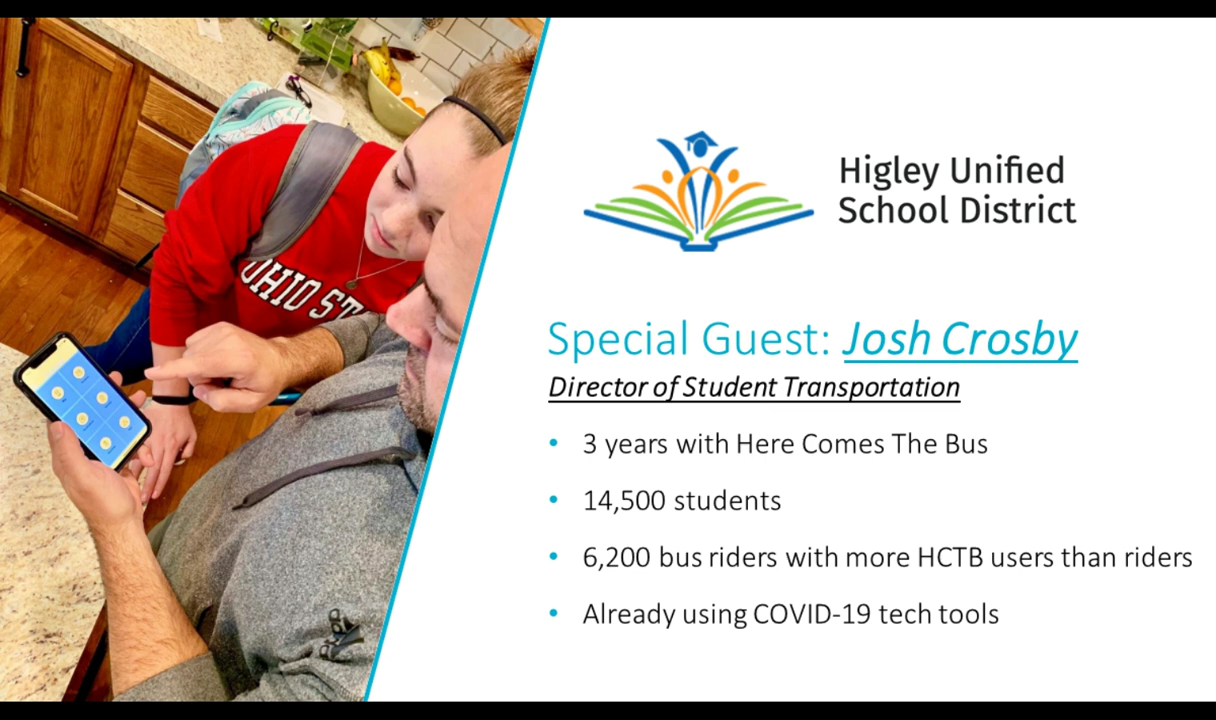 OHIO ST
Higley Unified
School District
Special Guest: Josh Crosby
Director of Student Transportation
• 3 years with Here Comes The Bus
• 14,500 students
• 6,200 bus riders with more HCTB users than riders
• Already using COVID-19 tech tools